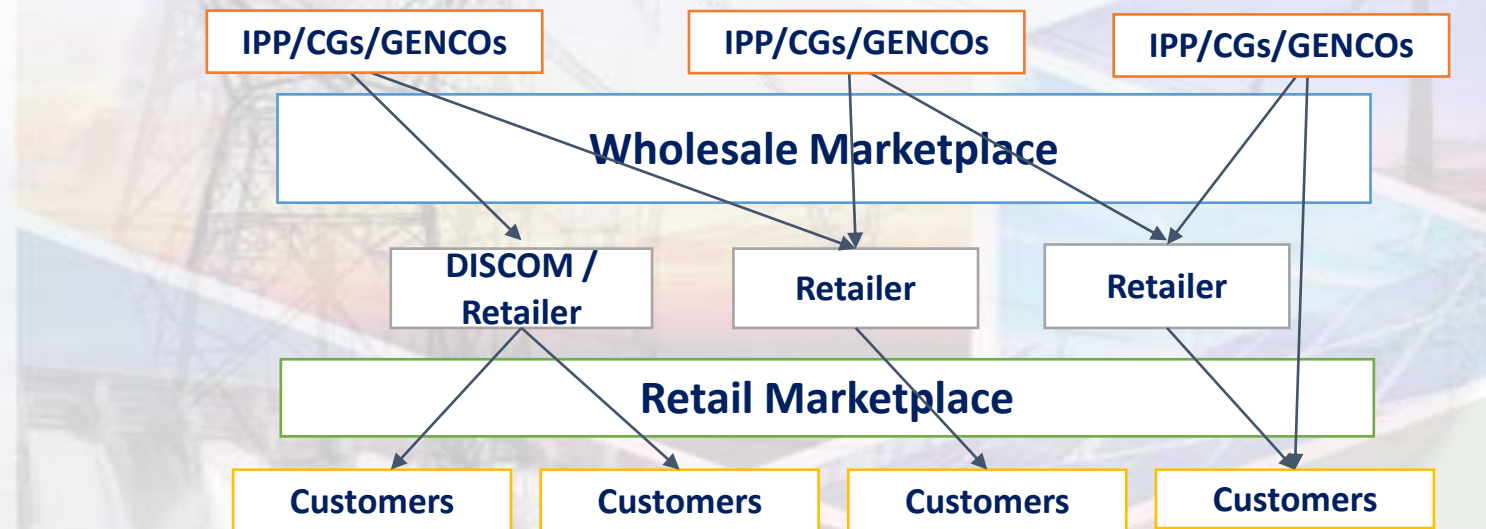 IPP/CGs/GENCOs
IPP/CGs/GENCOs
IPP/CGs/GENCOs
Wholesale Marketplace
DISCOM /
Retailer
Retailer
Retailer
Retail Marketplace
Customers
Customers
Customers
Customers